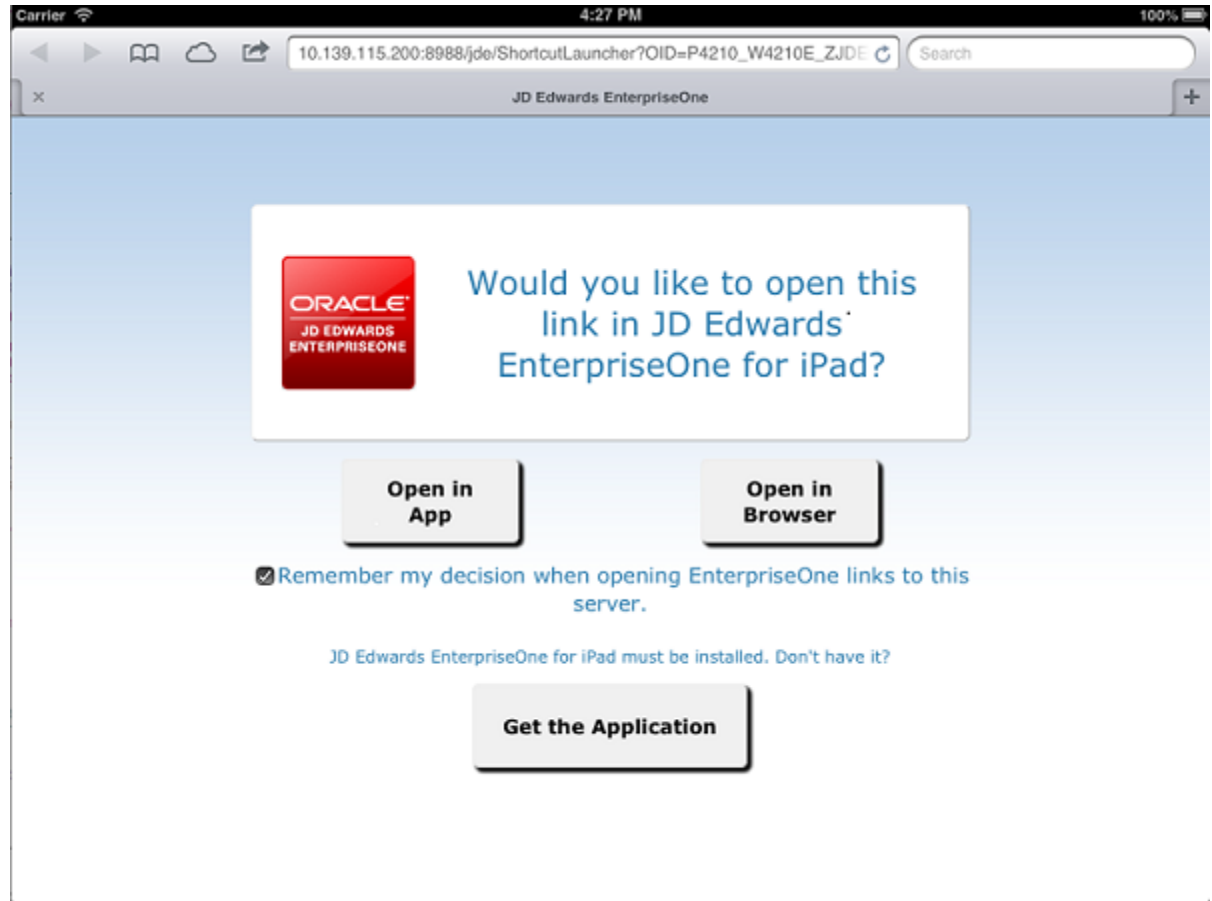 Carrier 4:27 PM 100%
10.139.115.200:8988/jde/ShortcutLauncher?OID=P4210_W4210E_ZJDE Search
JD Edwards EnterpriseOne
ORACLE
JD EDWARDS
ENTERPRISEONE
Would you like to open this
link in JD Edwards
EnterpriseOne for iPad?
Open in
App
Open in
Browser
Remember my decision when opening EnterpriseOne links to this
server.
JD Edwards EnterpriseOne for iPad must be installed. Don't have it?
Get the Application